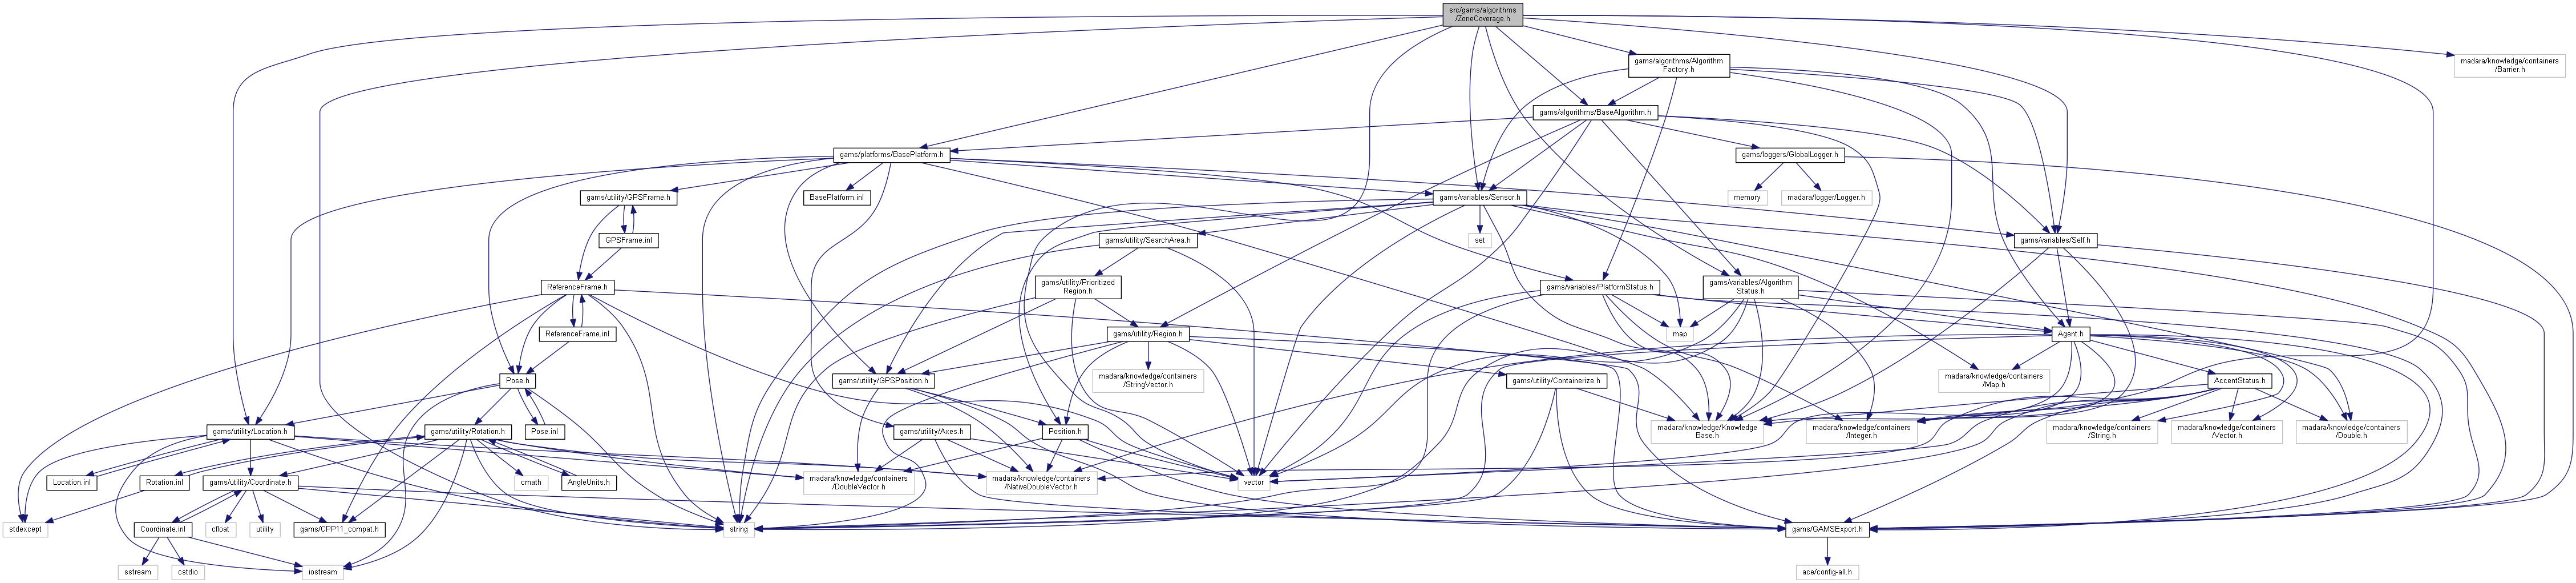 src/gams/algorithms
/ZoneCoverage.h
gams/algorithms/Algorithm
Factory.h
madara/knowledge/containers
/Barrier.h
gams/algorithms/BaseAlgorithm.h
gams/platforms/BasePlatform.h
gams/loggers/GlobalLogger.h
gams/utility/GPSFrame.h
BasePlatform.inl
gams/variables/Sensor.h
memory
madara/logger/Logger.h
GPSFrame.inl
gams/utility/SearchArea.h
set
gams/variables/Self.h
ReferenceFrame.h
gams/utility/Prioritized
Region.h
gams/variables/PlatformStatus.h
gams/variables/Algorithm
Status.h
ReferenceFrame.inl
gams/utility/Region.h
map
Agent.h
Pose.h
gams/utility/GPSPosition.h
madara/knowledge/containers
/StringVector.h
gams/utility/Containerize.h
madara/knowledge/containers
/Map.h
AccentStatus.h
gams/utility/Location.h
gams/utility/Rotation.h
Pose.inl
gams/utility/Axes.h
Position.h
madara/knowledge/Knowledge
Base.h
madara/knowledge/containers
/Integer.h
madara/knowledge/containers
/String.h
madara/knowledge/containers
/Vector.h
madara/knowledge/containers
/Double.h
Location.inl
Rotation.inl
gams/utility/Coordinate.h
cmath
AngleUnits.h
madara/knowledge/containers
/DoubleVector.h
madara/knowledge/containers
/NativeDoubleVector.h
vector
stdexcept
Coordinate.inl
cfloat
utility
gams/CPP11_compat.h
string
gams/GAMSExport.h
sstream
cstdio
iostream
ace/config-all.h